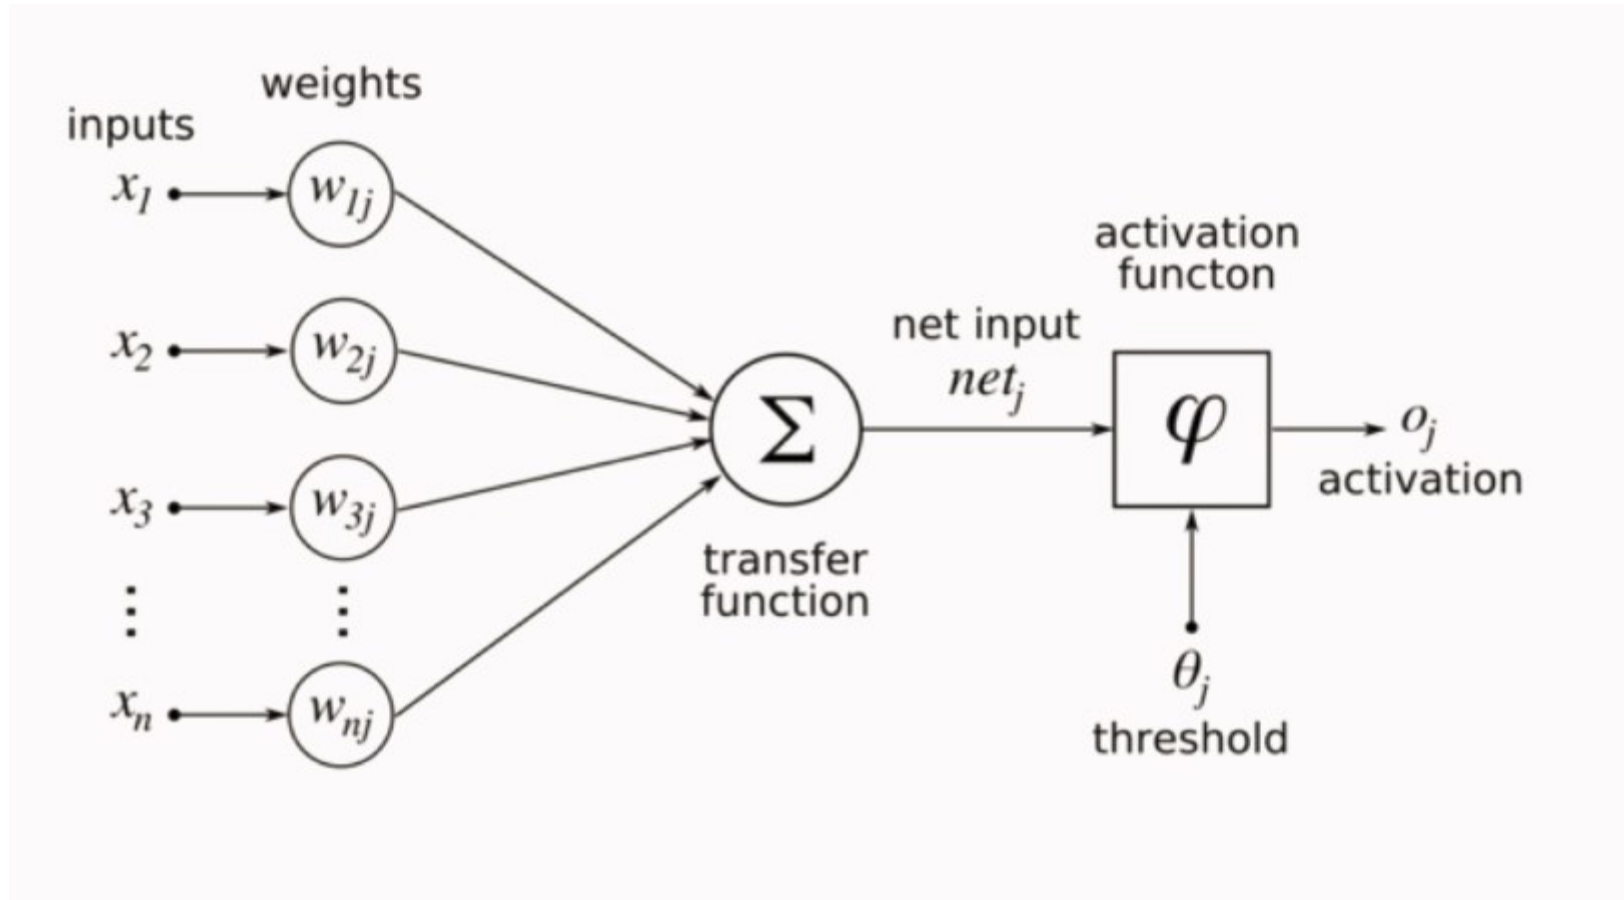 weights
inputs
x1 w1j
x2 w2j
x3 w3j
⋮ ⋮
xn wnj
Σ
transfer
function
net input
netj
activation
functon
φ
oj
activation
θj
threshold